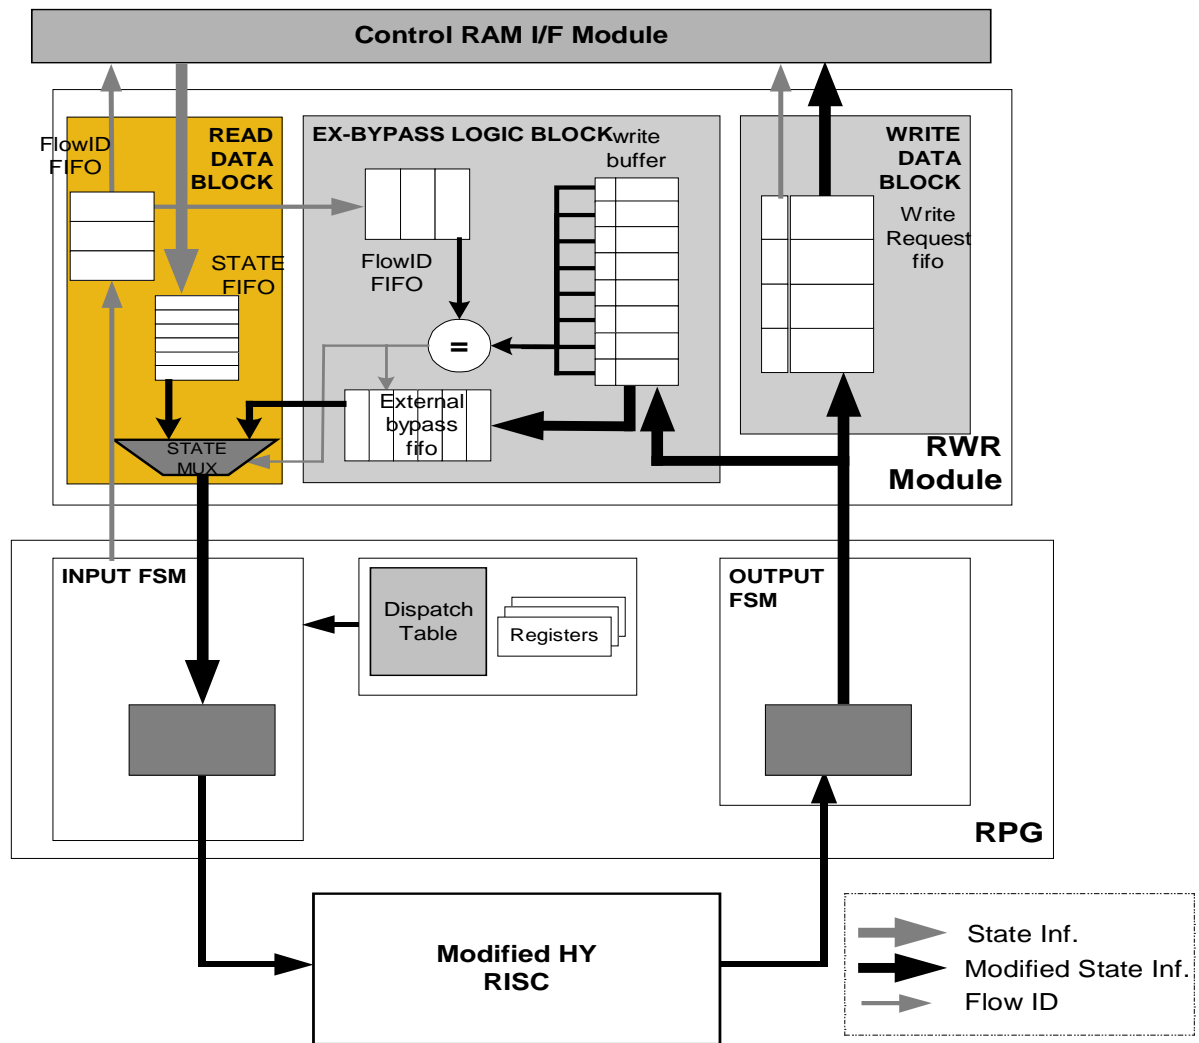 Control RAM I/F Module
FlowID
FIFO
READ
DATA
BLOCK
STATE
FIFO
STATE
MUX
EX-BYPASS LOGIC BLOCK
write
buffer
FlowID
FIFO
=
External
bypass
fifo
WRITE
DATA
BLOCK
Write
Request
fifo
RWR
Module
INPUT FSM
Dispatch
Table
Registers
OUTPUT
FSM
RPG
Modified HY
RISC
State Inf.
Modified State Inf.
Flow ID